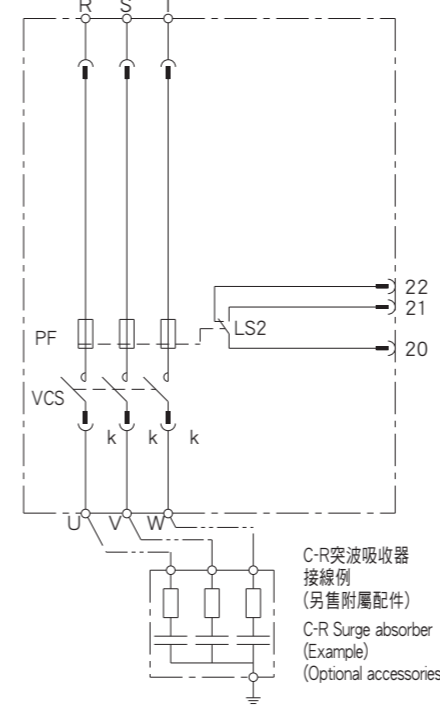 R S T
22
21
LS2
20
PF
VCS
k k k
U V W
C-R突波吸收器
接線例
(另售附屬配件)
C-R Surge absorber
(Example)
(Optional accessories